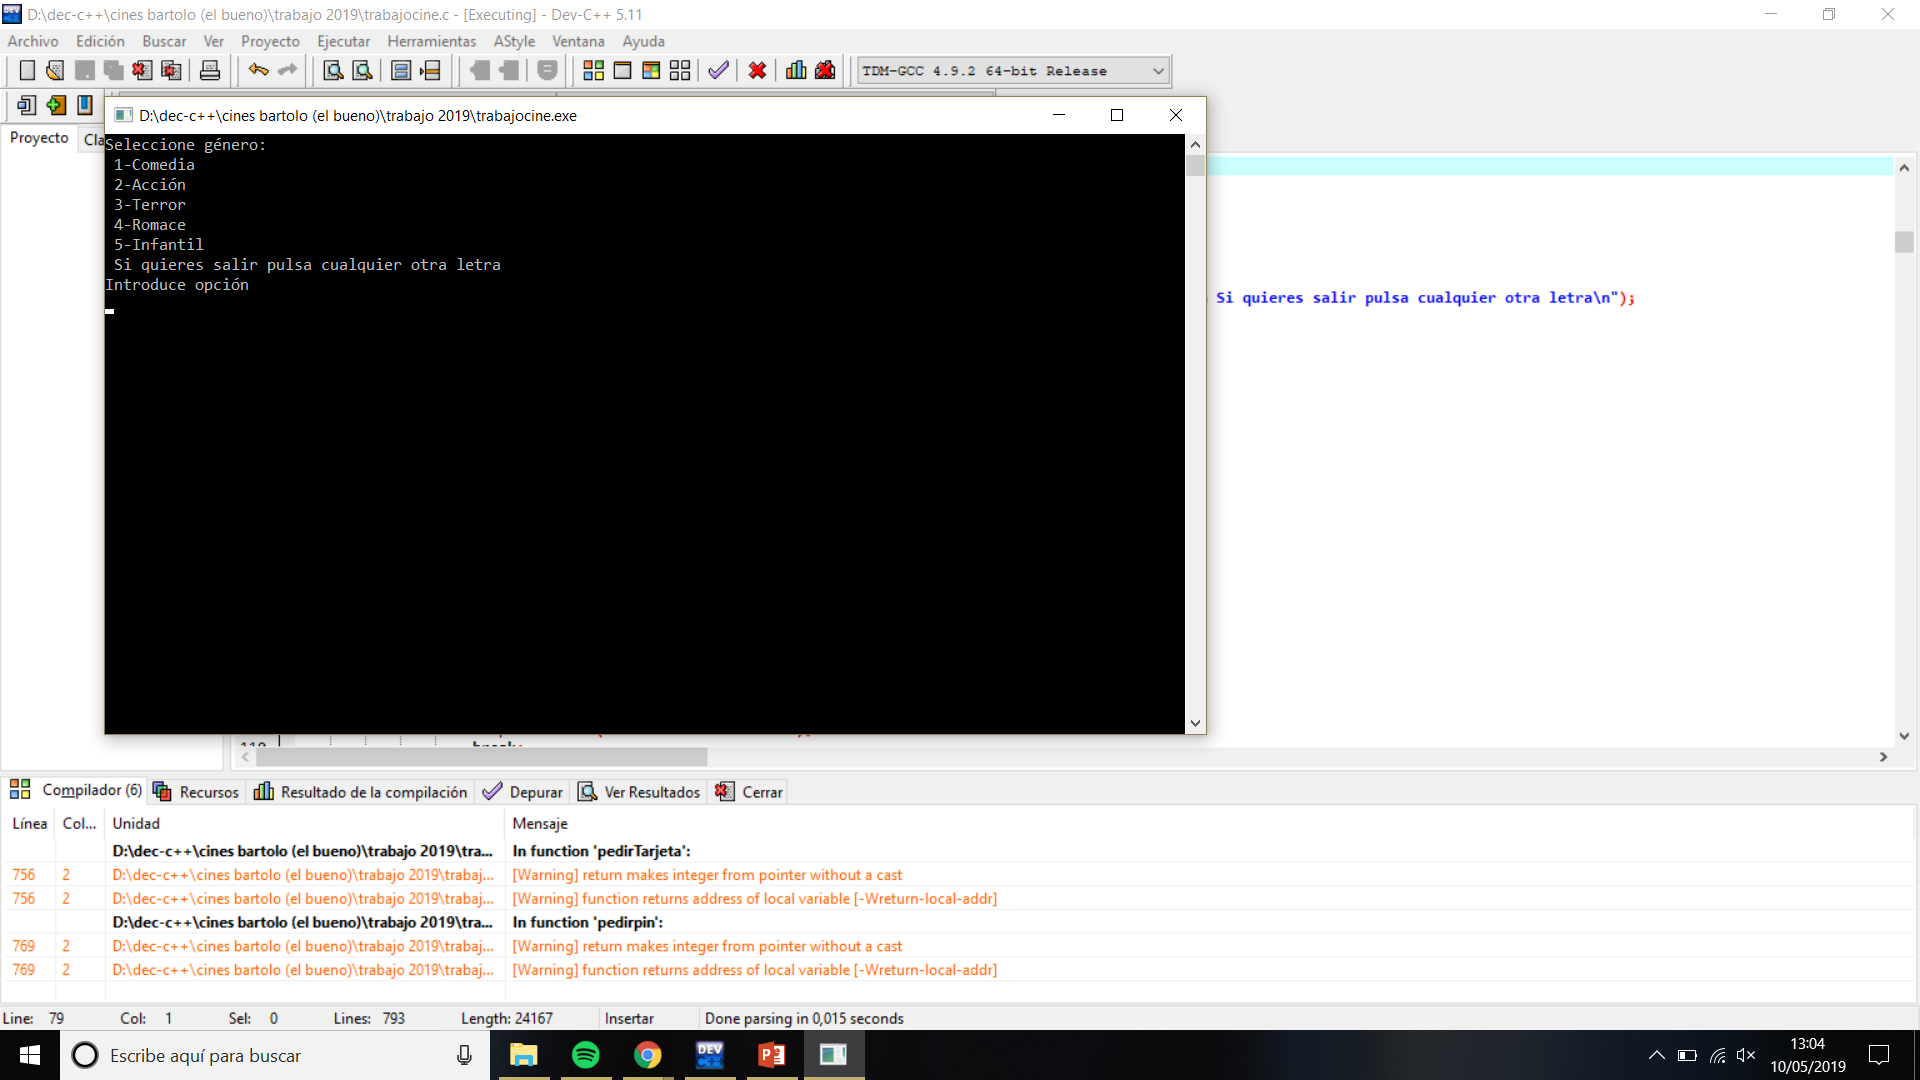 D:\dec-c++\cines bartolo (el bueno)\trabajo 2019\trabajocine.c - [Executing] - Dev-C++ 5.11
Archivo Edición Buscar Ver Proyecto Ejecutar Herramientas AStyle Ventana Ayuda
TDM-GCC 4.9.2 64-bit Release
D:\dec-c++\cines bartolo (el bueno)\trabajo 2019\trabajocine.exe
Proyecto Cla
Seleccione género:
1-Comedia
2-Acción
3-Terror
4-Romace
5-Infantil
Si quieres salir pulsa cualquier otra letra
Introduce opción
Si quieres salir pulsa cualquier otra letra\n");
Compilador (6) Recursos Resultado de la compilación Depurar Ver Resultados Cerrar
Línea Col... Unidad Mensaje
D:\dec-c++\cines bartolo (el bueno)\trabajo 2019\tra... In function 'pedirTarjeta':
756 2 D:\dec-c++\cines bartolo (el bueno)\trabajo 2019\trabaj... [Warning] return makes integer from pointer without a cast
756 2 D:\dec-c++\cines bartolo (el bueno)\trabajo 2019\trabaj... [Warning] function returns address of local variable [-Wreturn-local-addr]
D:\dec-c++\cines bartolo (el bueno)\trabajo 2019\tra... In function 'pedirpin':
769 2 D:\dec-c++\cines bartolo (el bueno)\trabajo 2019\trabaj... [Warning] return makes integer from pointer without a cast
769 2 D:\dec-c++\cines bartolo (el bueno)\trabajo 2019\trabaj... [Warning] function returns address of local variable [-Wreturn-local-addr]
Line: 79 Col: 1 Sel: 0 Lines: 793 Length: 24167 Insertar Done parsing in 0,015 seconds
Escribe aquí para buscar
DEV C++
13:04
10/05/2019